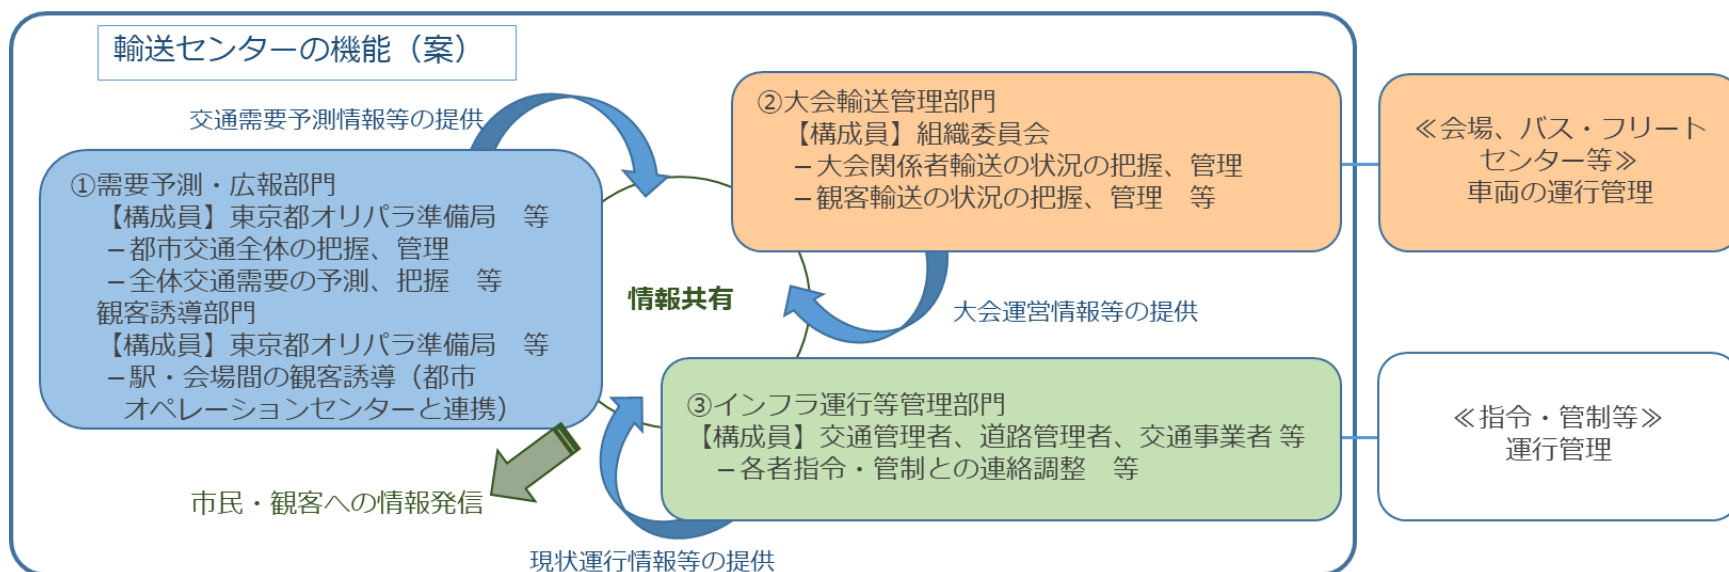 輸送センターの機能（案）
交通需要予測情報等の提供
①需要予測・広報部門
【構成員】東京都オリパラ準備局　等
－都市交通全体の把握、管理
－全体交通需要の予測、把握　等
観客誘導部門
【構成員】東京都オリパラ準備局　等
－駅・会場間の観客誘導（都市
オペレーションセンターと連携）
②大会輸送管理部門
【構成員】組織委員会
－大会関係者輸送の状況の把握、管理
－観客輸送の状況の把握、管理　等
≪会場、バス・フリート
センター等≫
車両の運行管理
情報共有
大会運営情報等の提供
③インフラ運行等管理部門
【構成員】交通管理者、道路管理者、交通事業者 等
－各者指令・管制との連絡調整　等
≪指令・管制等≫
運行管理
市民・観客への情報発信
現状運行情報等の提供